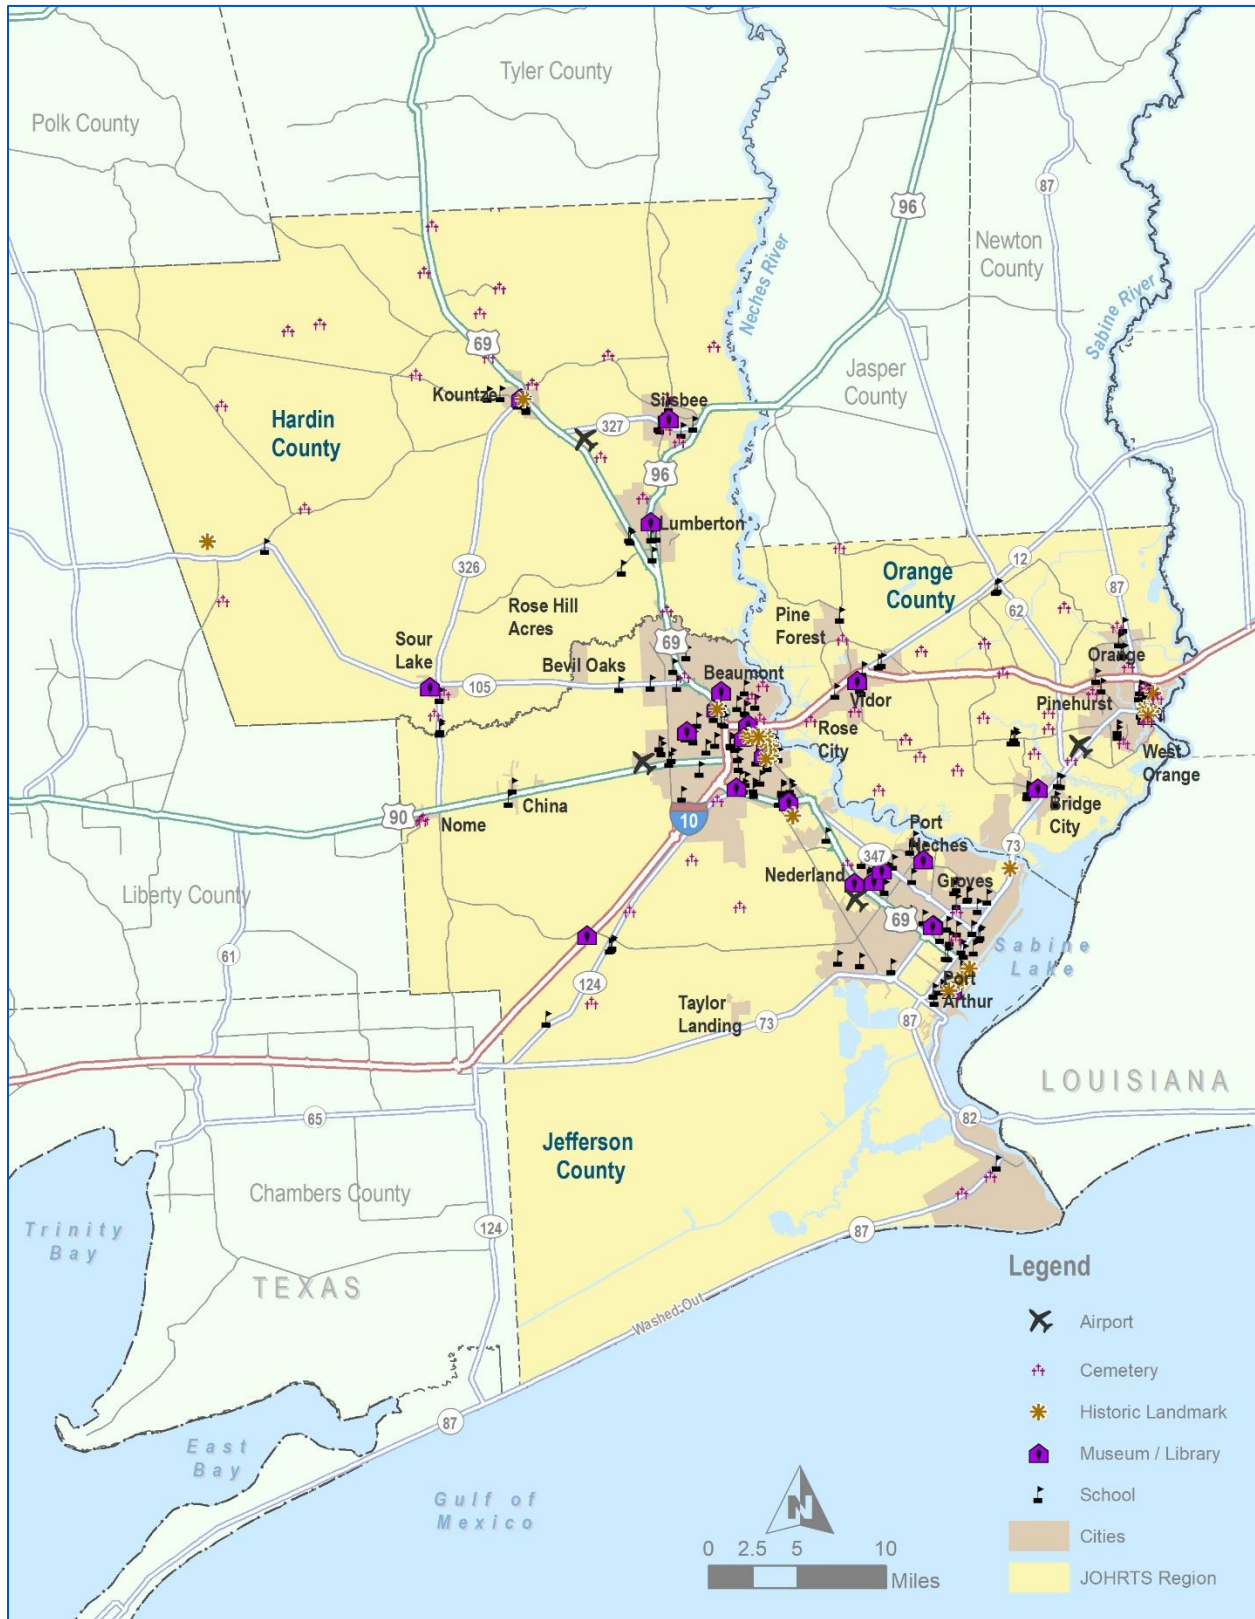 Tyler County
Polk County
87
96
Newton
County
Neches River
Sabine River
69
Jasper
County
Kountze
Silsbee
Hardin
County
327
96
Lumberton
12
Orange
County
87
326
62
Rose Hill
Acres
Pine
Forest
Sour
Lake
Bevil Oaks
69
Orange
Beaumont
105
Vidor
Pinehurst
Rose
City
West
Orange
China
Bridge
City
90
Nome
10
Port
Neches
73
347
Nederland
Groves
Liberty County
69
Sabine
Lake
61
124
Port
Arthur
Taylor
Landing
73
87
LOUISIANA
65
82
Jefferson
County
Chambers County
Trinity
Bay
124
87
TEXAS
Washed Out
87
East
Bay
Gulf of
Mexico
Legend
Airport
Cemetery
Historic Landmark
Museum / Library
School
Cities
JOHRTS Region
N
0 2.5 5 10
Miles